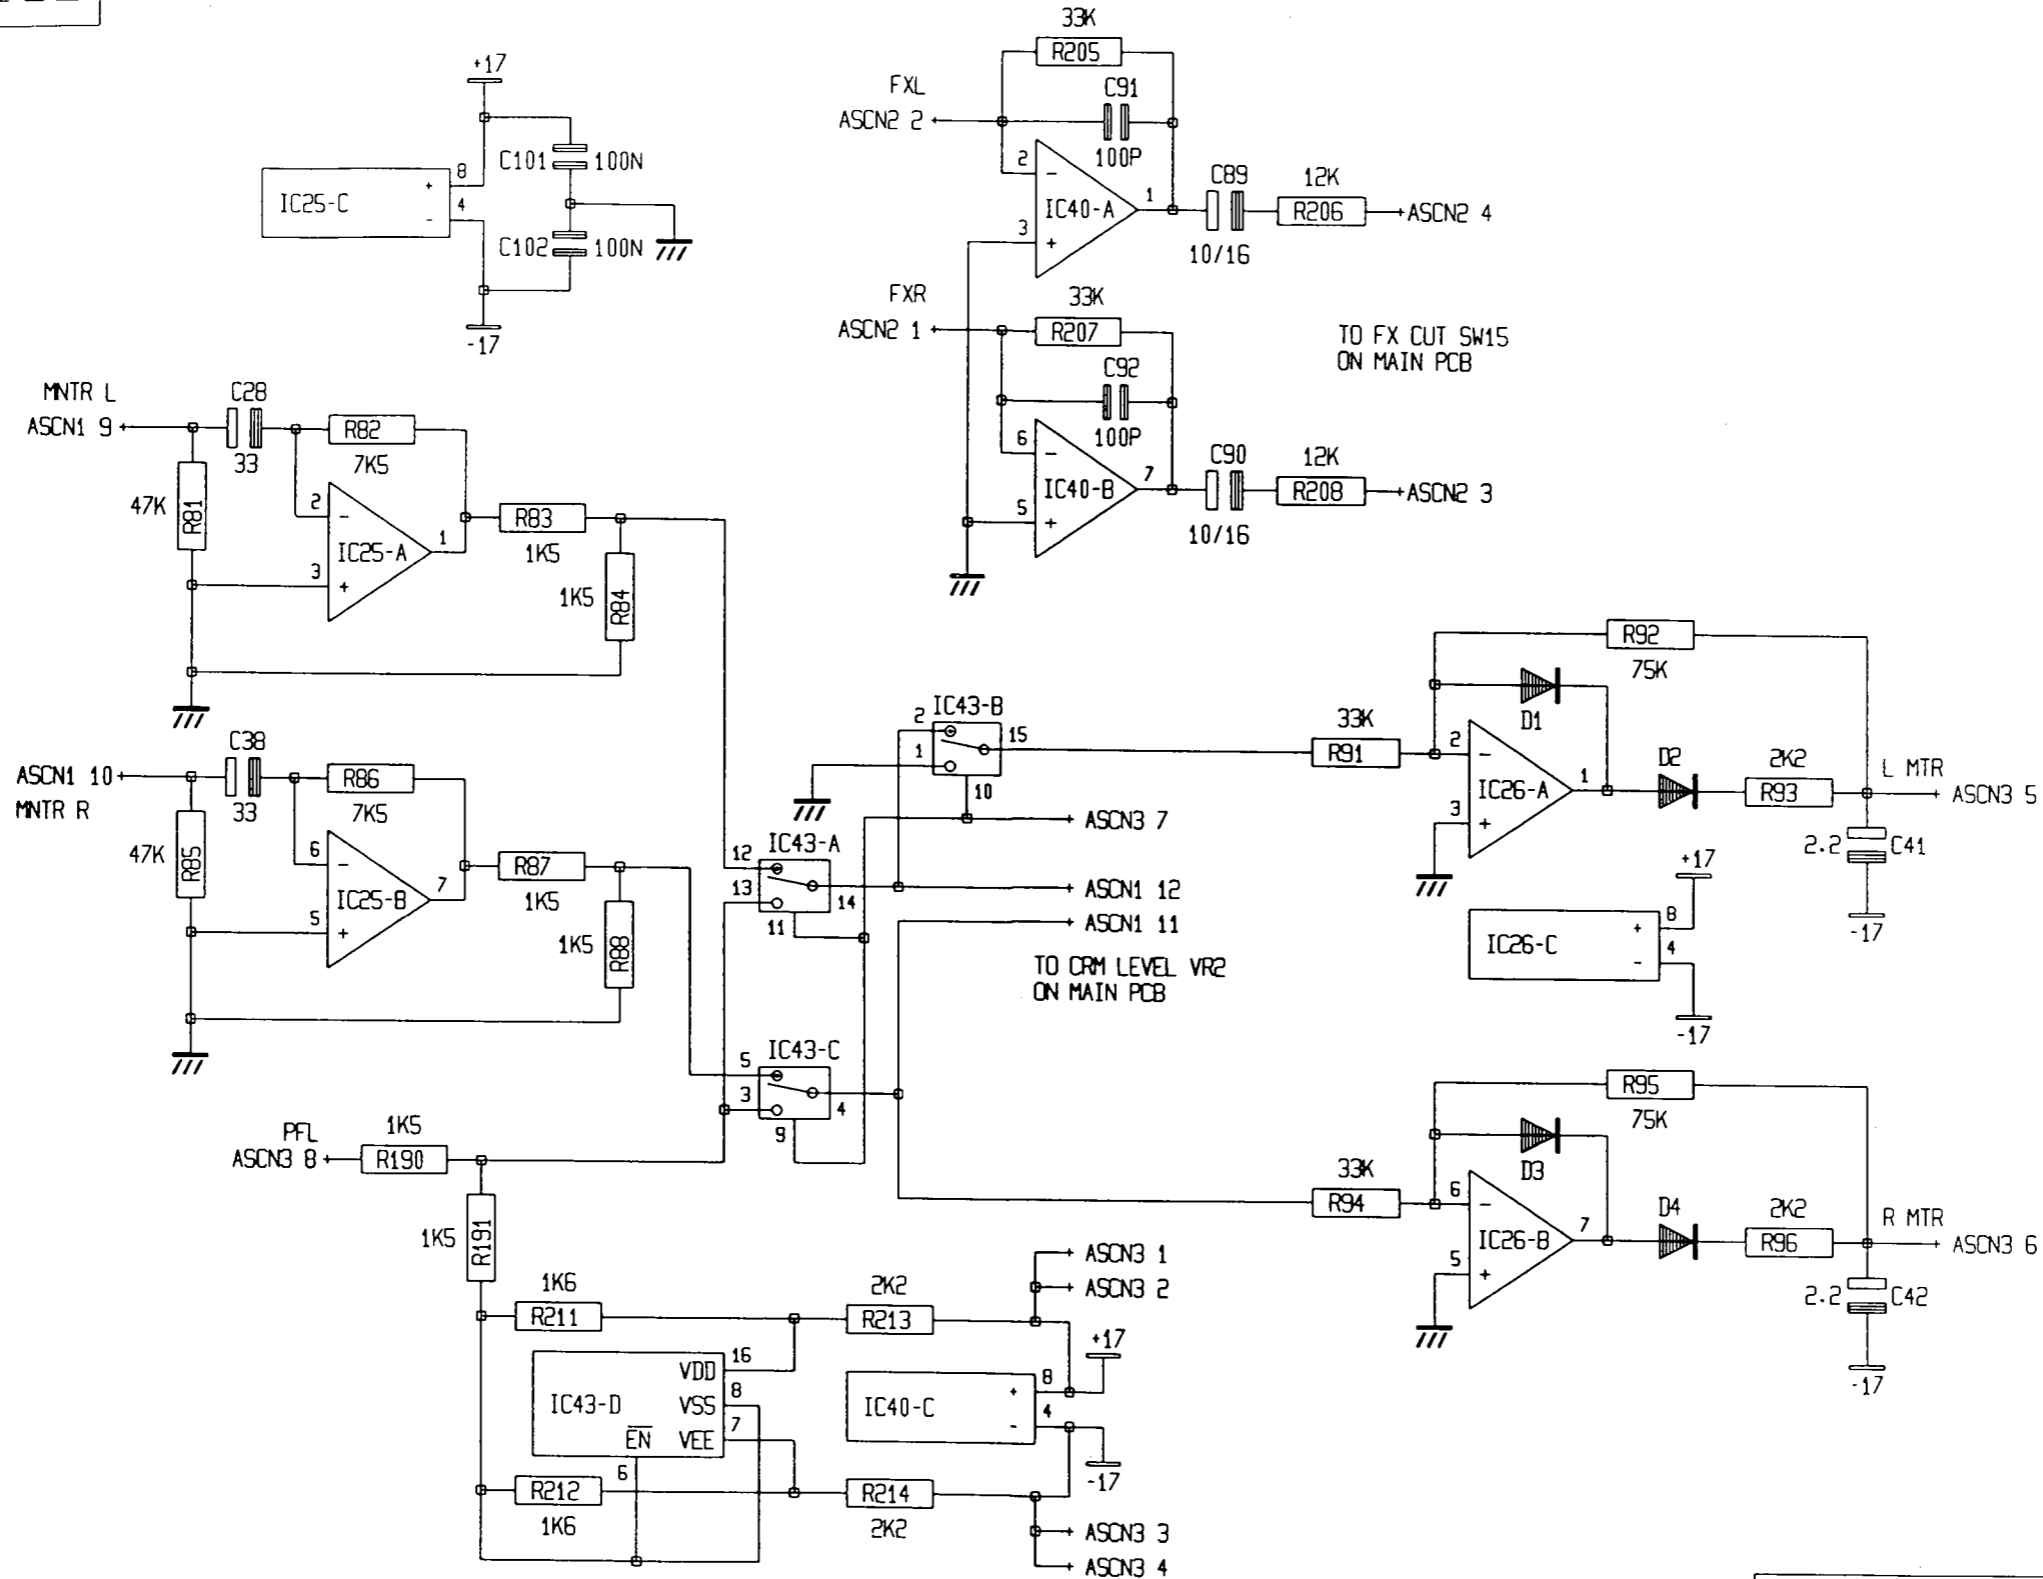 +17
C101 100N
8
+
IC25-C
4
-
C102 100N
-17
33K
R205
FXL
C91
ASCN2 2
100P
2
-
C89
12K
1
IC40-A
R206
ASCN2 4
3
+
10/16
FXR
33K
ASCN2 1
R207
TO FX CUT SW15
ON MAIN PCB
C92
100P
6
-
C90
12K
7
IC40-B
R208
ASCN2 3
5
+
10/16
MNTR L
C28
ASCN1 9
R82
33
7K5
47K
R81
2
-
R83
1
IC25-A
1K5
3
+
1K5
R84
C38
ASCN1 10
R86
MNTR R
33
7K5
47K
R85
6
-
R87
7
IC25-B
1K5
5
+
1K5
R88
IC43-B
2
1
15
10
ASCN3 7
IC43-A
12
13
14
11
ASCN1 12
ASCN1 11
TO CRM LEVEL VR2
ON MAIN PCB
IC43-C
5
3
4
9
R92
75K
D1
33K
R91
2
-
D2
2K2
1
L MTR
IC26-A
R93
ASCN3 5
3
+
2.2
C41
-17
+17
8
+
IC26-C
4
-
-17
R95
75K
D3
33K
R94
6
-
D4
2K2
7
R MTR
IC26-B
R96
ASCN3 6
5
+
2.2
C42
-17
PFL
1K5
ASCN3 8
R190
1K5
R191
ASCN3 1
ASCN3 2
1K6
2K2
R211
R213
+17
VDD 16
8
IC43-D
VSS 8
+
IC40-C
4
-
EN VEE 7
6
-17
R212
R214
1K6
2K2
ASCN3 3
ASCN3 4